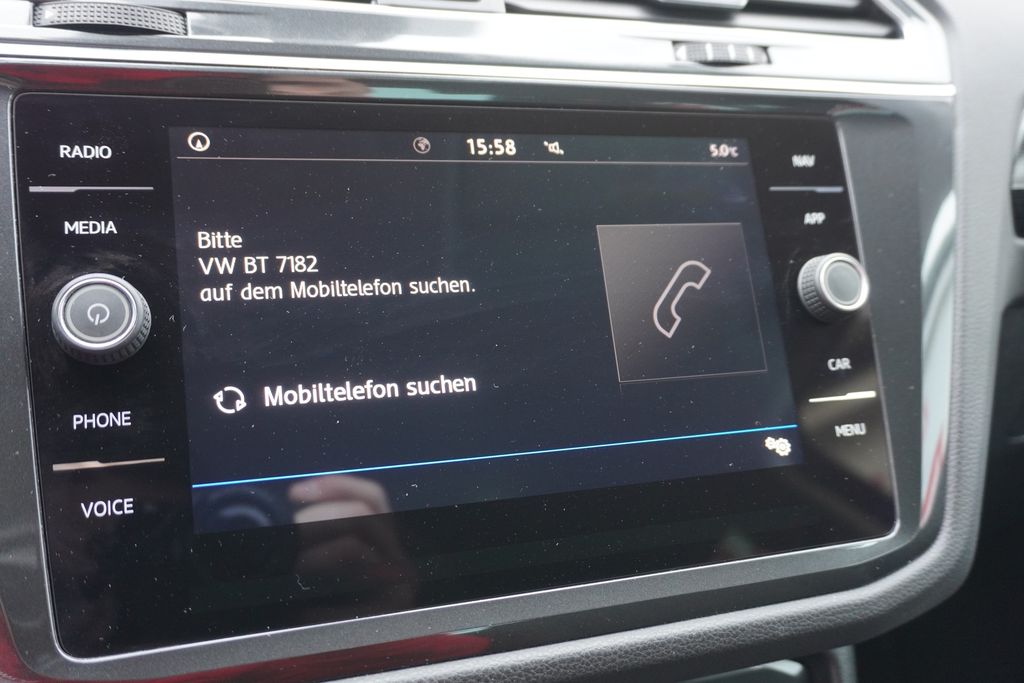 RADIO
MEDIA
PHONE
VOICE
15:58
5.0°C
Bitte
VW BT 7182
auf dem Mobiltelefon suchen.
Mobiltelefon suchen
NAV
APP
CAR
MENU